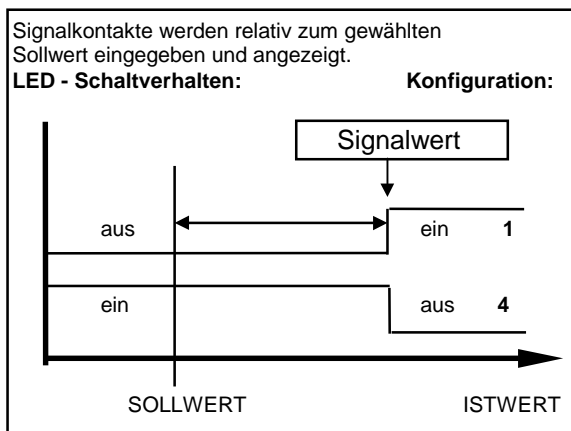 Signalkontakte werden relativ zum gewählten
Sollwert eingegeben und angezeigt.
LED - Schaltverhalten: Konfiguration:
Signalwert
aus ein 1
ein aus 4
SOLLWERT ISTWERT